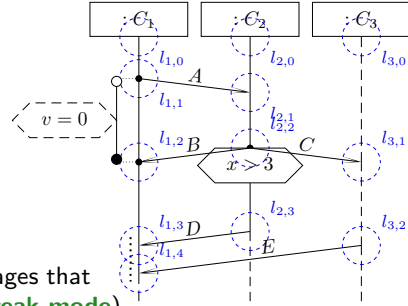 : C₁ : C₂ : C₃
l₁,₀ l₂,₀ l₃,₀
A
l₁,₁ l₂,₁
v = 0 l₂,₂
l₁,₂ B C l₃,₁
x > 3
l₁,₃ D l₂,₃ l₃,₂
l₁,₄ E
ges that
eak mode)